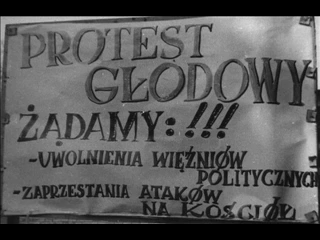 PROTEST
GŁODOWY
ŻĄDAMY:!!!
-UWOLNIENIA WIĘŹNIÓW
POLITYCZNYCH
-ZAPRZESTANIA ATAKÓW
NA KOŚCIÓŁ!